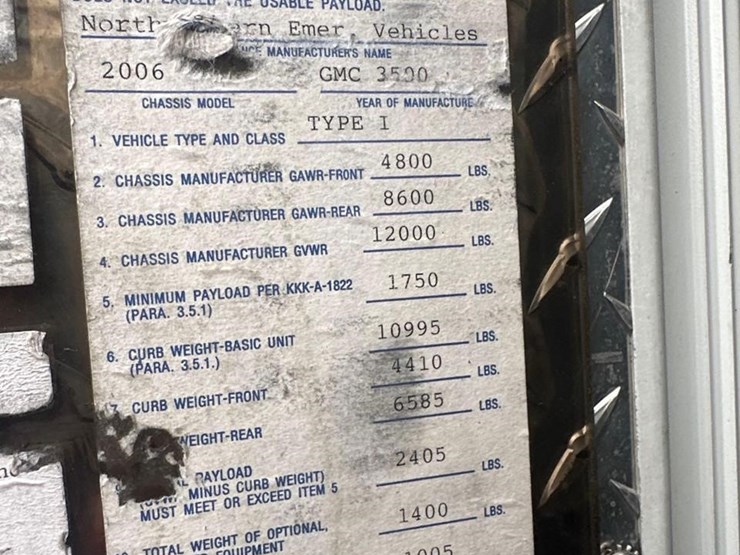 USABLE PAYLOAD.
Emer. Vehicles
MANUFACTURER'S NAME
2006 GMC 3500
CHASSIS MODEL YEAR OF MANUFACTURE
1. VEHICLE TYPE AND CLASS TYPE I
2. CHASSIS MANUFACTURER GAWR-FRONT 4800 LBS.
3. CHASSIS MANUFACTURER GAWR-REAR 8600 LBS.
4. CHASSIS MANUFACTURER GVWR 12000 LBS.
5. MINIMUM PAYLOAD PER KKK-A-1822 1750 LBS.
(PARA. 3.5.1)
6. CURB WEIGHT-BASIC UNIT 10995 LBS.
(PARA. 3.5.1.)
7. CURB WEIGHT-FRONT 4410 LBS.
WEIGHT-REAR 6585 LBS.
PAYLOAD 2405 LBS.
MINUS CURB WEIGHT)
MUST MEET OR EXCEED ITEM 5
TOTAL WEIGHT OF OPTIONAL, 1400 LBS.
EQUIPMENT 1005